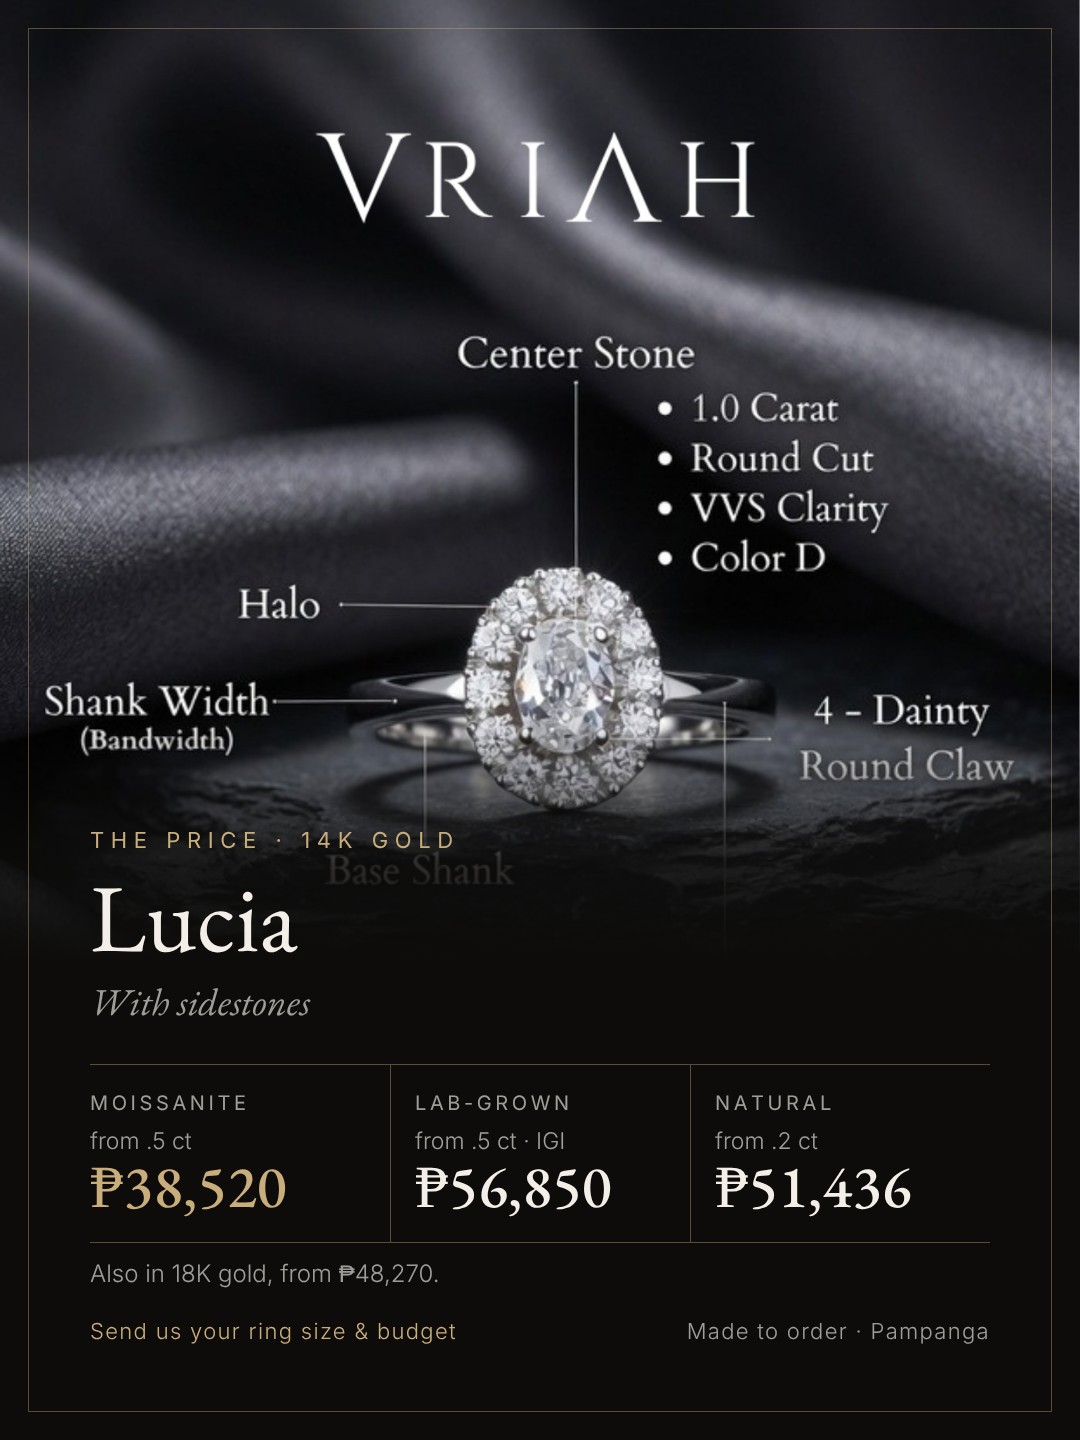 VRIAH
Center Stone
• 1.0 Carat
• Round Cut
• VVS Clarity
• Color D
Halo
Shank Width
(Bandwidth)
4 - Dainty
Round Claw
THE PRICE · 14K GOLD
Base Shank
Lucia
With sidestones
MOISSANITE
from .5 ct
₱38,520
LAB-GROWN
from .5 ct · IGI
₱56,850
NATURAL
from .2 ct
₱51,436
Also in 18K gold, from ₱48,270.
Send us your ring size & budget
Made to order · Pampanga